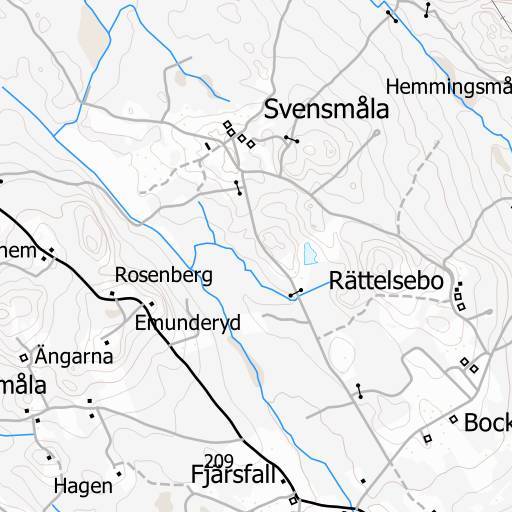 Hemmingsmå
Svensmåla
nem
Rosenberg
Rättelsebo
Emunderyd
Ängarna
måla
Bock
209
Fjärsfall
Hagen